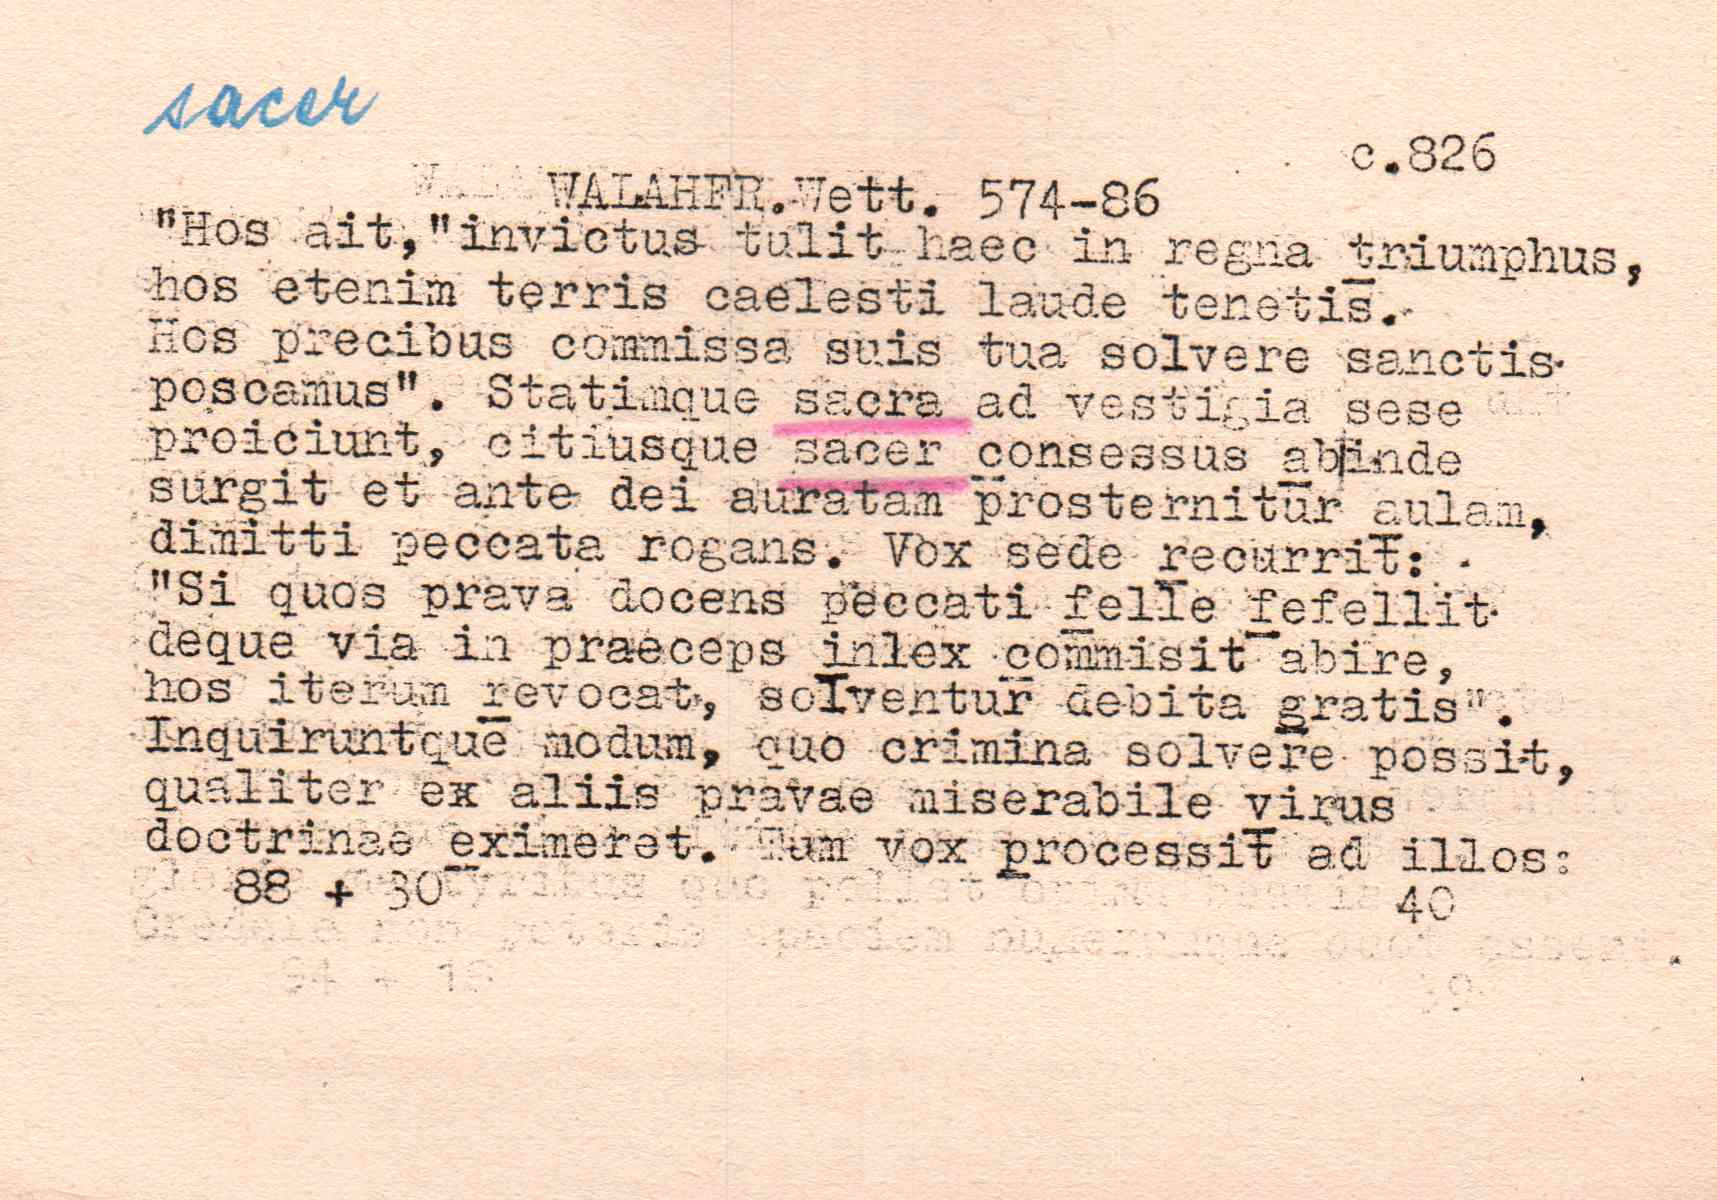 sacer
c.826
WALAHFR.Wett. 574-86
"Hos ait,"invictus tulit haec in regna triumphus,
hos etenim terris caelesti laude tenetis.
Hos precibus commissa suis tua solvere sanctis
poscamus". Statimque sacra ad vestigia sese
proiciunt, citiusque sacer consessus abinde
surgit et ante dei auratam prosternitur aulam,
dimitti peccata rogans. Vox sede recurrit:
"Si quos prava docens peccati felle fefellit
deque via in praeceps inlex commisit abire,
hos iterum revocat, solventur debita gratis".
Inquiruntque modum, quo crimina solvere possit,
qualiter ex aliis pravae miserabile virus
doctrinae eximeret. Tum vox processit ad illos:
88 + 30 40